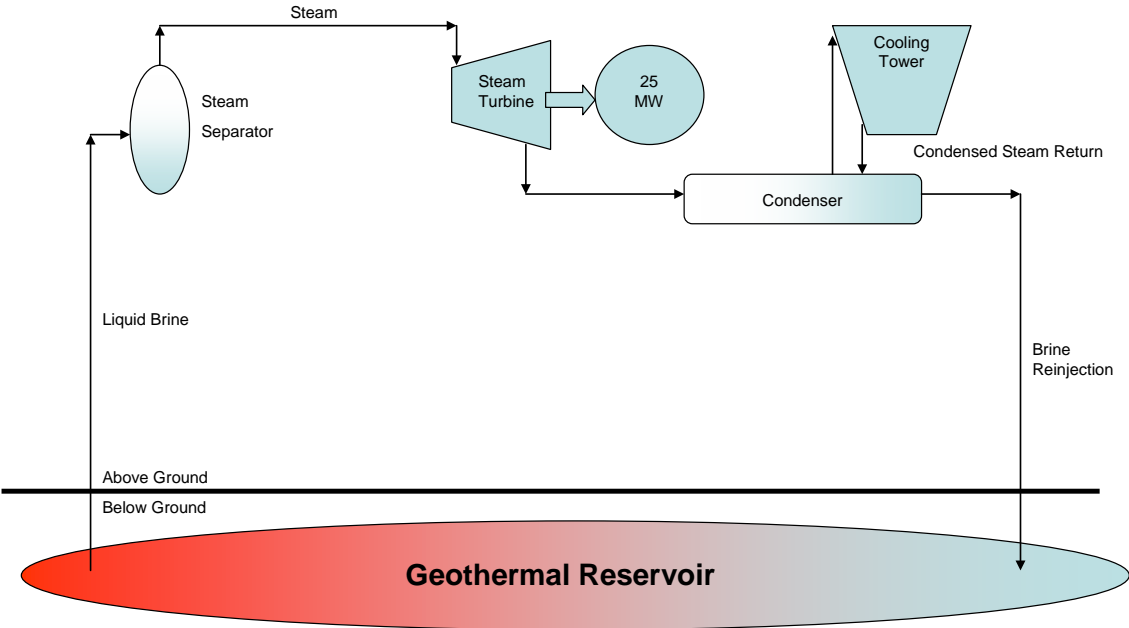 Steam
Steam
Separator
Steam
Turbine
25
MW
Cooling
Tower
Condensed Steam Return
Condenser
Liquid Brine
Brine
Reinjection
Above Ground
Below Ground
Geothermal Reservoir